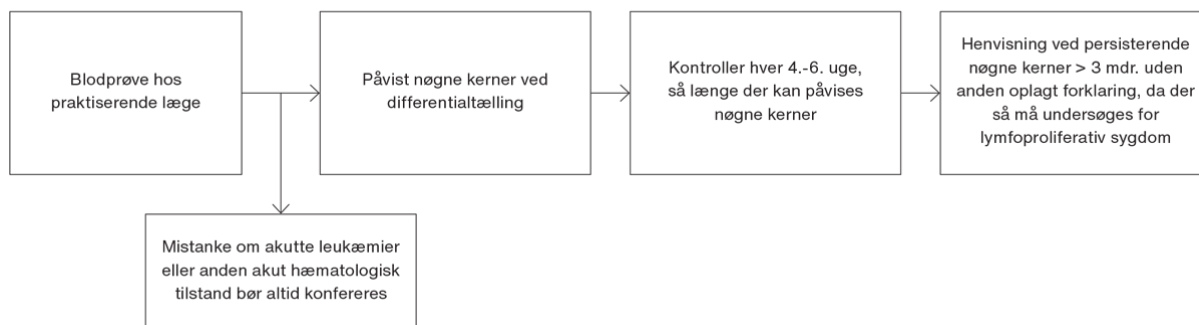 Blodprøve hos
praktiserende læge
Påvist nøgne kerner ved
differentialtælling
Kontroller hver 4.-6. uge,
så længe der kan påvises
nøgne kerner
Henvisning ved persisterende
nøgne kerner > 3 mdr. uden
anden oplagt forklaring, da der
så må undersøges for
lymfoproliferativ sygdom
Mistanke om akutte leukæmier
eller anden akut hæmatologisk
tilstand bør altid konfereres